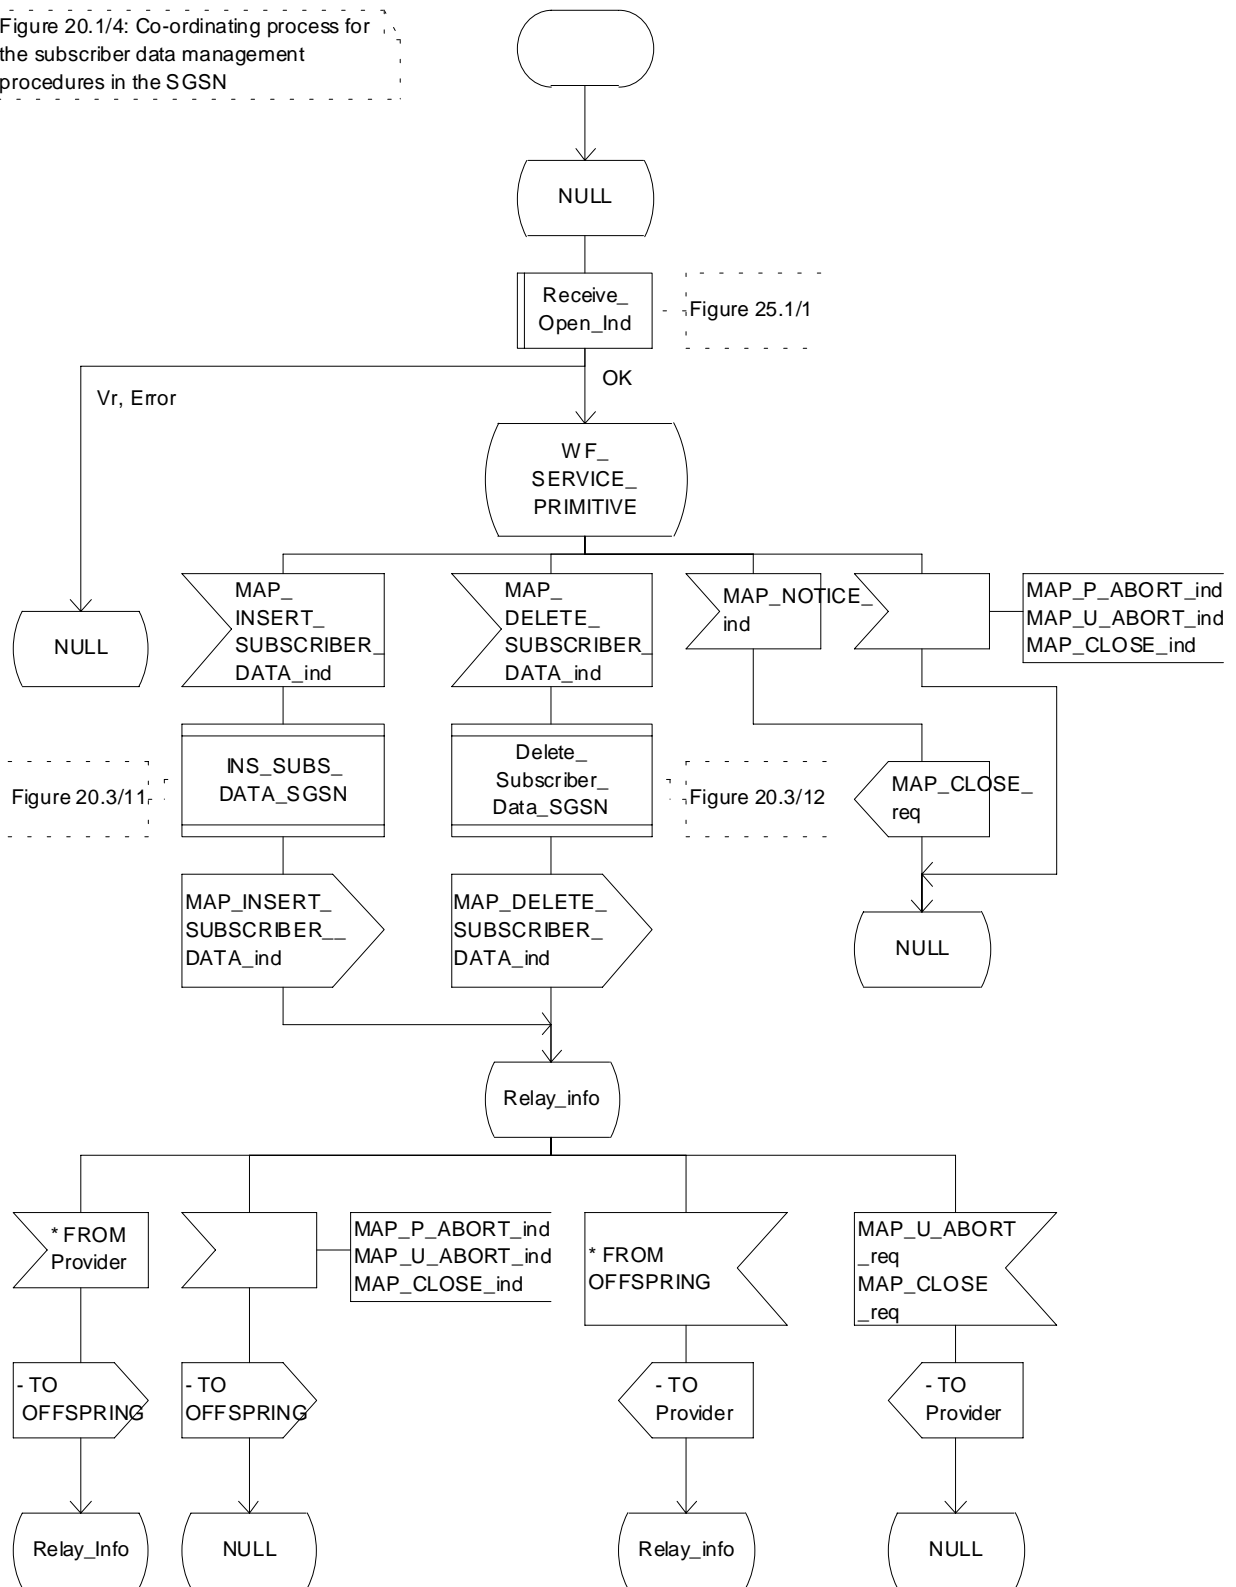 Figure 20.1/4: Co-ordinating process for
the subscriber data management
procedures in the SGSN
NULL
Receive_
Open_Ind
Figure 25.1/1
Vr, Error
OK
WF_
SERVICE_
PRIMITIVE
NULL
MAP_
INSERT_
SUBSCRIBER_
DATA_ind
MAP_
DELETE_
SUBSCRIBER_
DATA_ind
MAP_NOTICE_
ind
MAP_P_ABORT_ind
MAP_U_ABORT_ind
MAP_CLOSE_ind
Figure 20.3/11
INS_SUBS_
DATA_SGSN
Delete_
Subscriber_
Data_SGSN
Figure 20.3/12
MAP_CLOSE_
req
MAP_INSERT_
SUBSCRIBER__
DATA_ind
MAP_DELETE_
SUBSCRIBER_
DATA_ind
NULL
Relay_info
* FROM
Provider
MAP_P_ABORT_ind
MAP_U_ABORT_ind
MAP_CLOSE_ind
* FROM
OFFSPRING
MAP_U_ABORT
_req
MAP_CLOSE
_req
- TO
OFFSPRING
- TO
OFFSPRING
- TO
Provider
- TO
Provider
Relay_Info
NULL
Relay_info
NULL